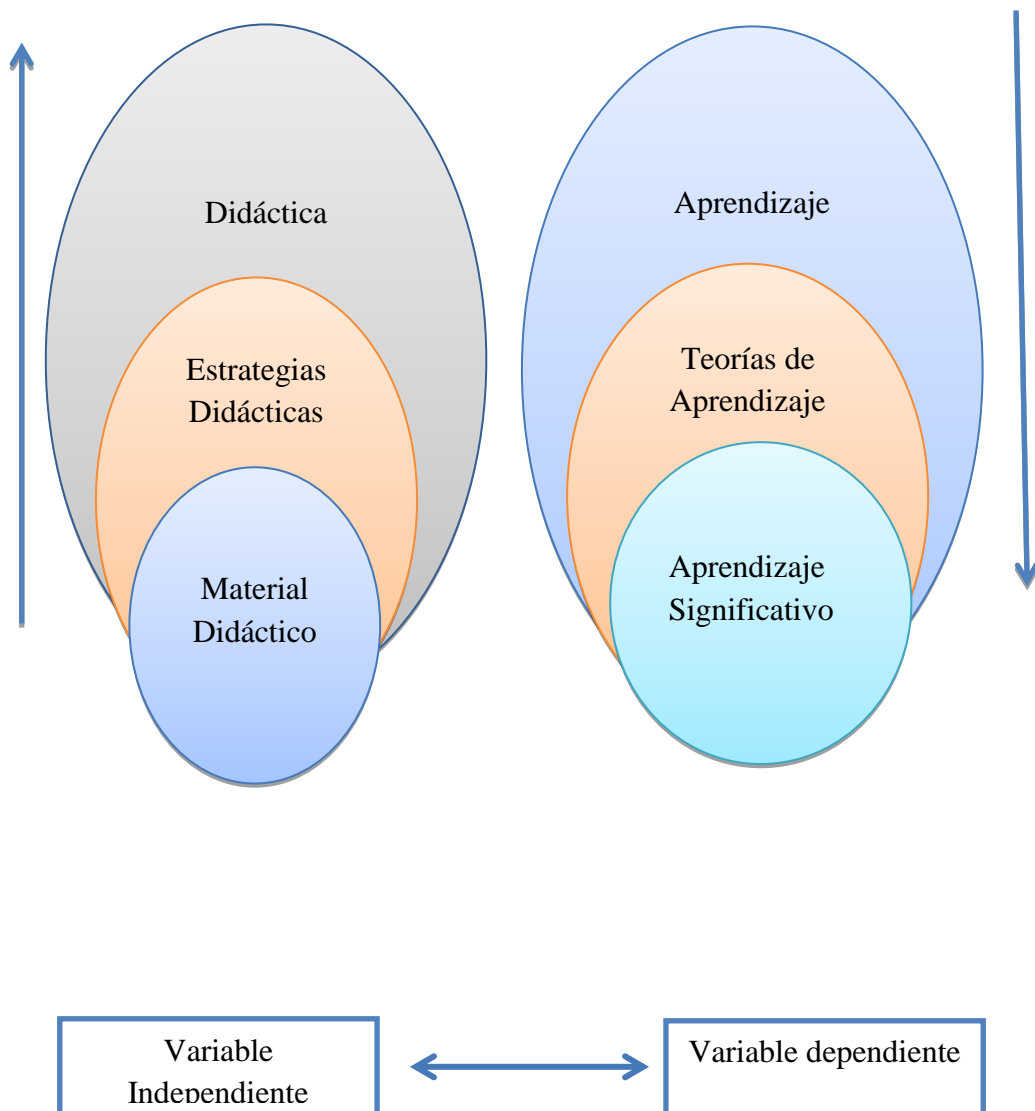 Didáctica
Estrategias
Didácticas
Material
Didáctico
Aprendizaje
Teorías de
Aprendizaje
Aprendizaje
Significativo
Variable
Independiente
Variable dependiente